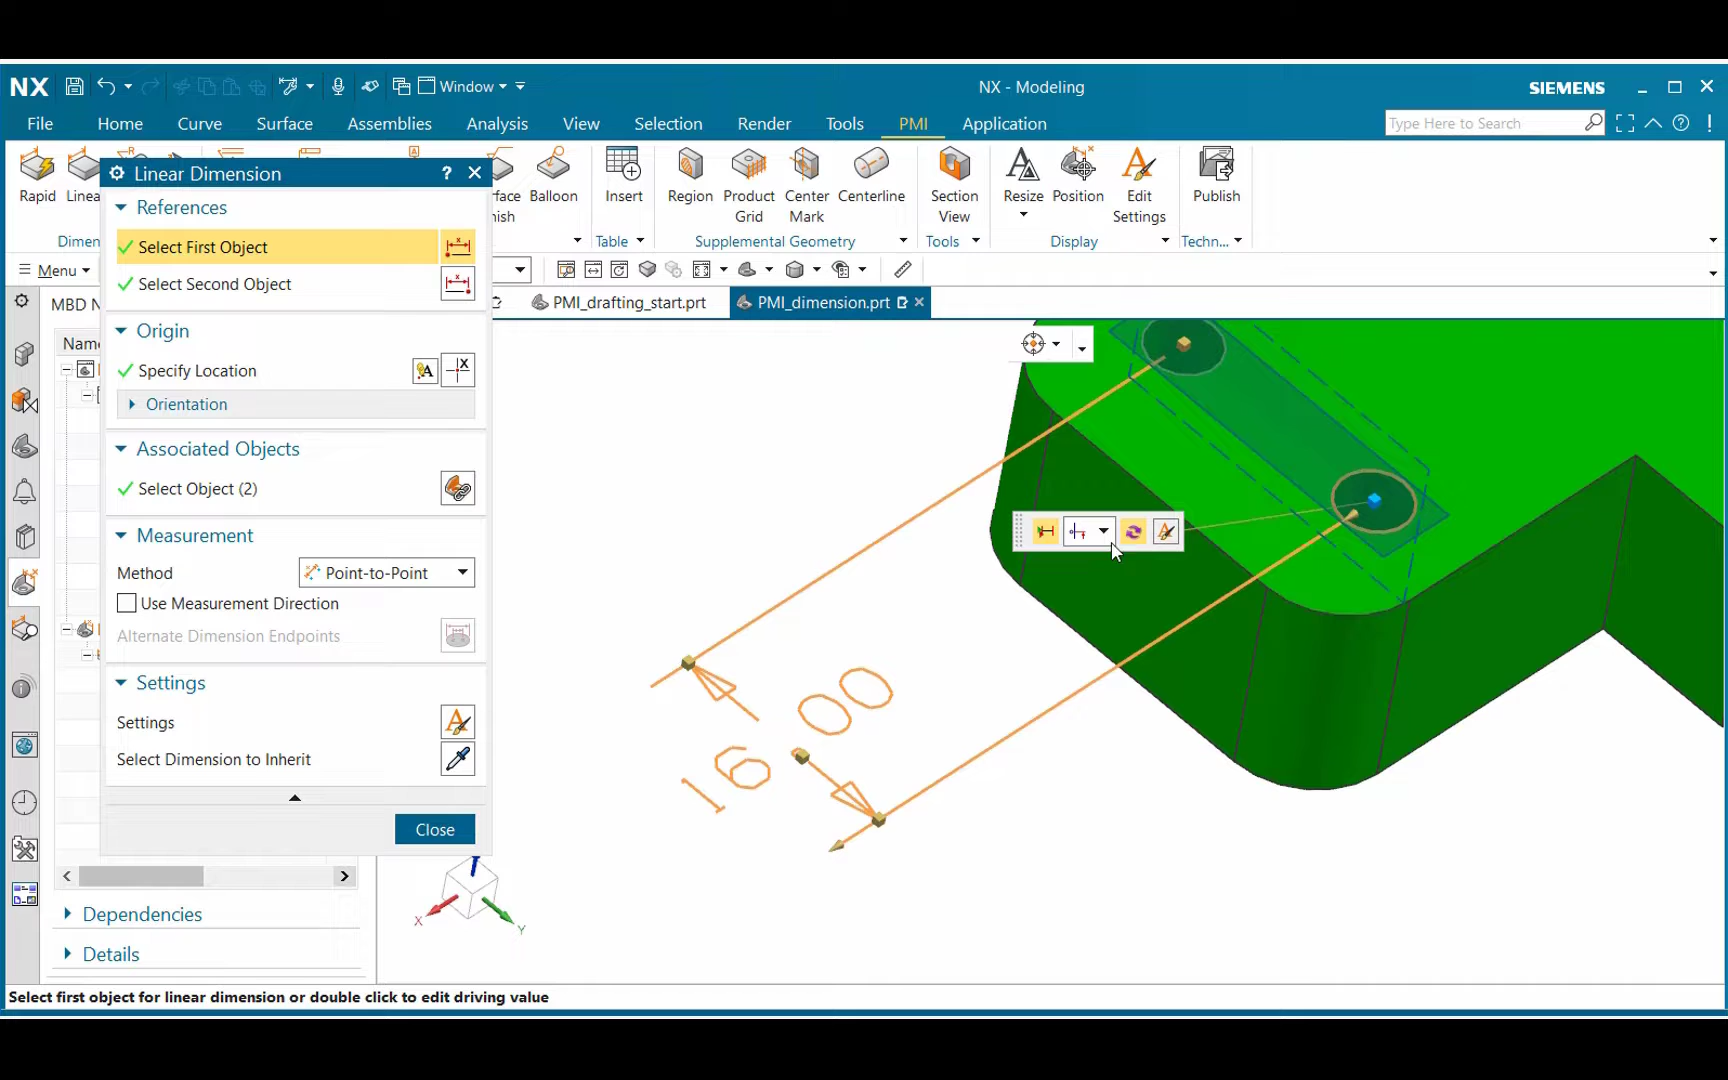 NX
Window
NX - Modeling
SIEMENS
File
Home
Curve
Surface
Assemblies
Analysis
View
Selection
Render
Tools
PMI
Application
Type Here to Search
Rapid
Linea
rface
nish
Balloon
Insert
Region
Product
Grid
Center
Mark
Centerline
Section
View
Resize
Position
Edit
Settings
Publish
Dimen
Table
Supplemental Geometry
Tools
Display
Techn...
Menu
MBD N
PMI_drafting_start.prt
PMI_dimension.prt
Name
Linear Dimension
?
References
Select First Object
Select Second Object
Origin
Specify Location
Orientation
Associated Objects
Select Object (2)
Measurement
Method
Point-to-Point
Use Measurement Direction
Alternate Dimension Endpoints
Settings
Settings
Select Dimension to Inherit
Close
16.00
X
Y
Dependencies
Details
Select first object for linear dimension or double click to edit driving value